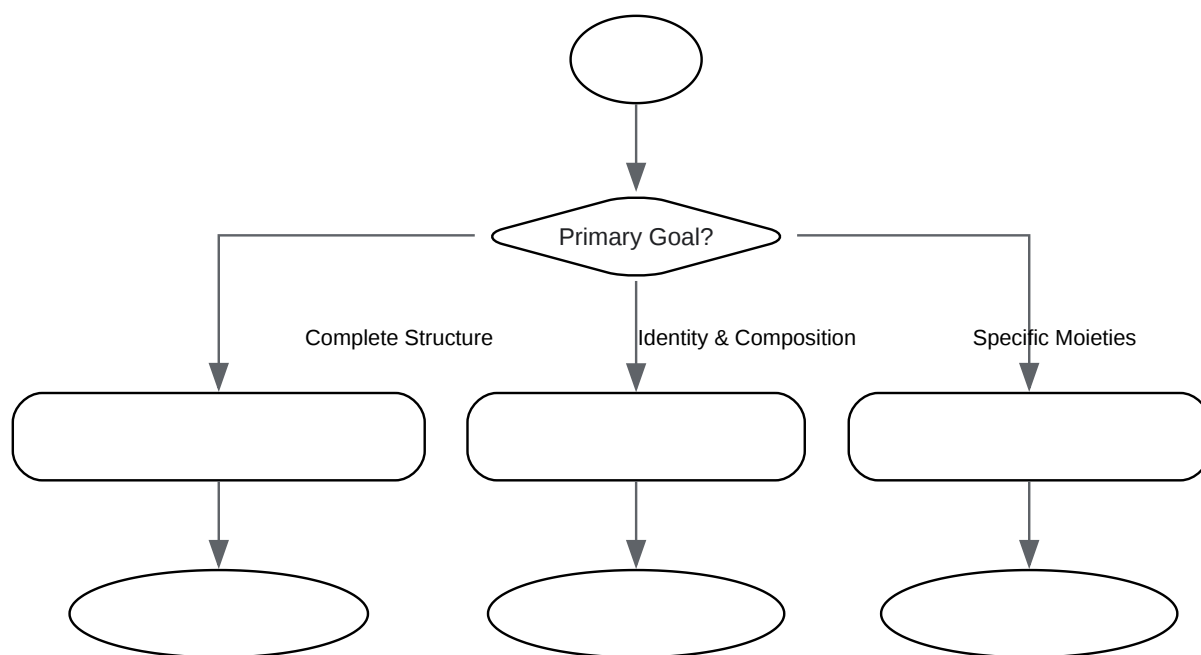 Primary Goal?
Complete Structure
Identity & Composition
Specific Moieties